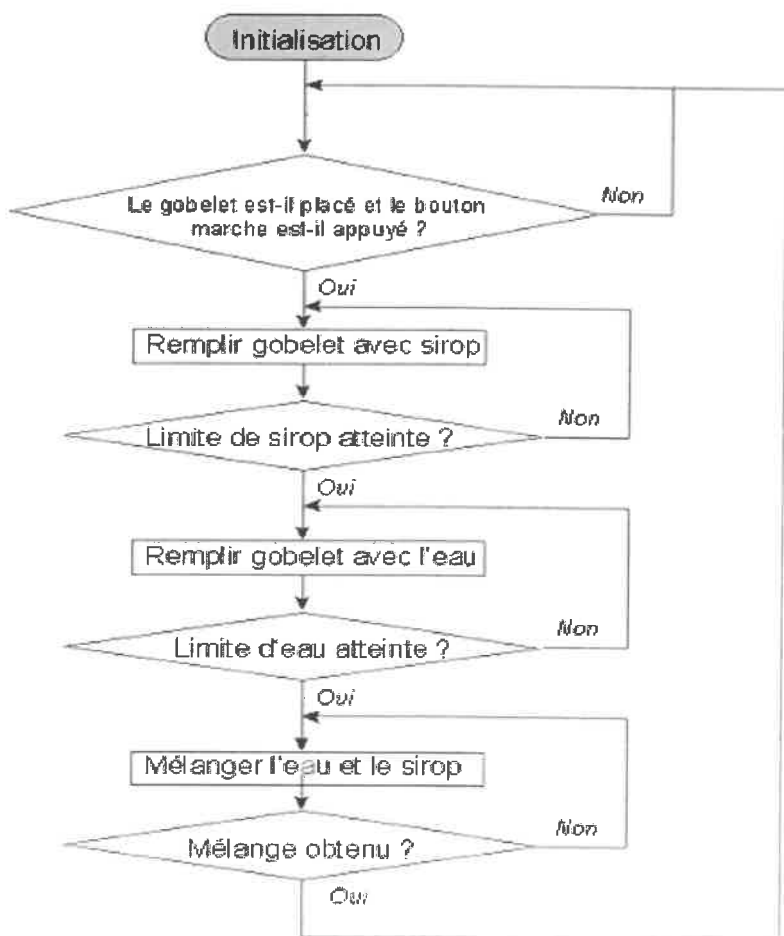 Initialisation
Le gobelet est-il placé et le bouton
marche est-il appuyé ?
Non
Oui
Remplir gobelet avec sirop
Limite de sirop atteinte ?
Non
Oui
Remplir gobelet avec l'eau
Limite d'eau atteinte ?
Non
Oui
Mélanger l'eau et le sirop
Mélange obtenu ?
Non
Oui